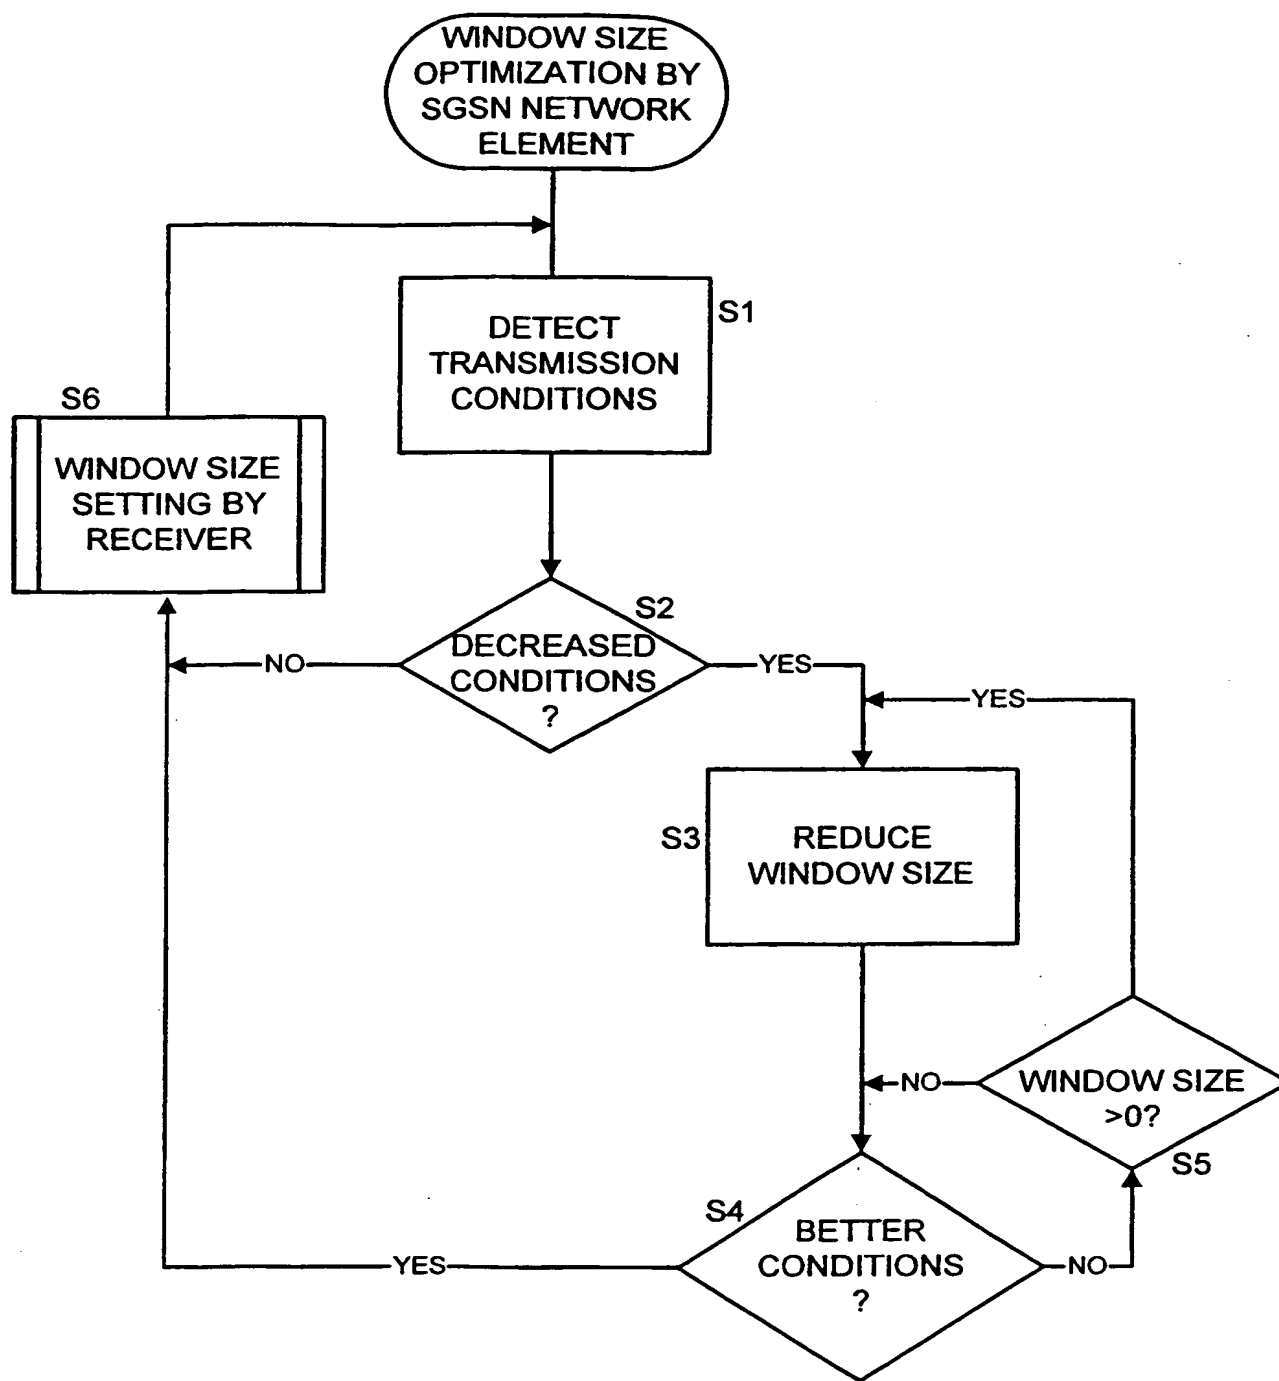 WINDOW SIZE
OPTIMIZATION BY
SGSN NETWORK
ELEMENT
S1
DETECT
TRANSMISSION
CONDITIONS
S6
WINDOW SIZE
SETTING BY
RECEIVER
S2
DECREASED
CONDITIONS
?
NO
YES
YES
S3
REDUCE
WINDOW SIZE
NO
WINDOW SIZE
>0?
S5
S4
BETTER
CONDITIONS
?
YES
NO